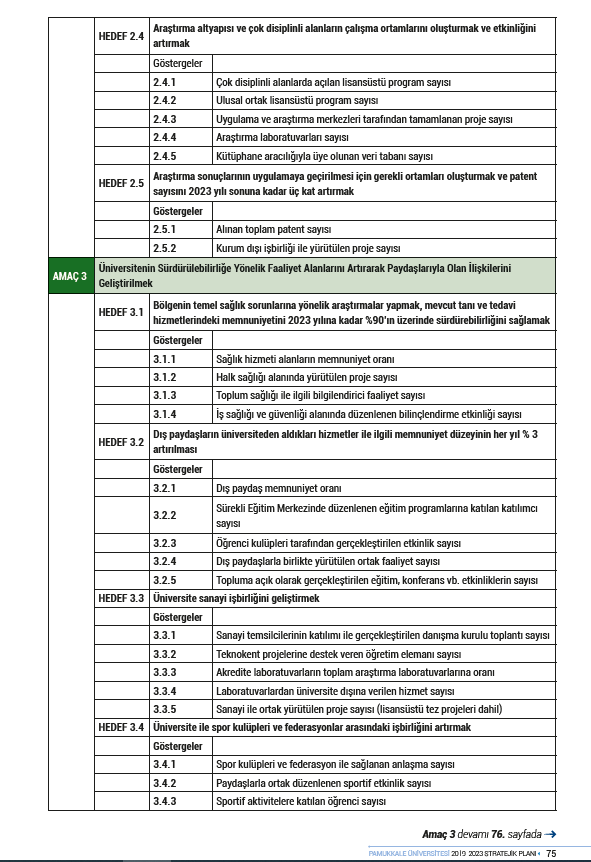 HEDEF 2.4 Araştırma altyapısı ve çok disiplinli alanların çalışma ortamlarını oluşturmak ve etkinliğini
artırmak
Göstergeler
2.4.1 Çok disiplinli alanlarda açılan lisansüstü program sayısı
2.4.2 Ulusal ortak lisansüstü program sayısı
2.4.3 Uygulama ve araştırma merkezleri tarafından tamamlanan proje sayısı
2.4.4 Araştırma laboratuvarları sayısı
2.4.5 Kütüphane aracılığıyla üye olunan veri tabanı sayısı
HEDEF 2.5 Araştırma sonuçlarının uygulamaya geçirilmesi için gerekli ortamları oluşturmak ve patent
sayısını 2023 yılı sonuna kadar üç kat artırmak
Göstergeler
2.5.1 Alınan toplam patent sayısı
2.5.2 Kurum dışı işbirliği ile yürütülen proje sayısı
AMAÇ 3 Üniversitenin Sürdürülebilirliğe Yönelik Faaliyet Alanlarını Artırarak Paydaşlarıyla Olan İlişkilerini
Geliştirilmek
HEDEF 3.1 Bölgenin temel sağlık sorunlarına yönelik araştırmalar yapmak, mevcut tanı ve tedavi
hizmetlerindeki memnuniyetini 2023 yılına kadar %90'ın üzerinde sürdürebilirliğini sağlamak
Göstergeler
3.1.1 Sağlık hizmeti alanların memnuniyet oranı
3.1.2 Halk sağlığı alanında yürütülen proje sayısı
3.1.3 Toplum sağlığı ile ilgili bilgilendirici faaliyet sayısı
3.1.4 İş sağlığı ve güvenliği alanında düzenlenen bilinçlendirme etkinliği sayısı
HEDEF 3.2 Dış paydaşların üniversiteden aldıkları hizmetler ile ilgili memnuniyet düzeyinin her yıl % 3
artırılması
Göstergeler
3.2.1 Dış paydaş memnuniyet oranı
3.2.2 Sürekli Eğitim Merkezinde düzenlenen eğitim programlarına katılan katılımcı
sayısı
3.2.3 Öğrenci kulüpleri tarafından gerçekleştirilen etkinlik sayısı
3.2.4 Dış paydaşlarla birlikte yürütülen ortak faaliyet sayısı
3.2.5 Topluma açık olarak gerçekleştirilen eğitim, konferans vb. etkinliklerin sayısı
HEDEF 3.3 Üniversite sanayi işbirliğini geliştirmek
Göstergeler
3.3.1 Sanayi temsilcilerinin katılımı ile gerçekleştirilen danışma kurulu toplantı sayısı
3.3.2 Teknokent projelerine destek veren öğretim elemanı sayısı
3.3.3 Akredite laboratuvarların toplam araştırma laboratuvarlarına oranı
3.3.4 Laboratuvarlardan üniversite dışına verilen hizmet sayısı
3.3.5 Sanayi ile ortak yürütülen proje sayısı (lisansüstü tez projeleri dahil)
HEDEF 3.4 Üniversite ile spor kulüpleri ve federasyonlar arasındaki işbirliğini artırmak
Göstergeler
3.4.1 Spor kulüpleri ve federasyon ile sağlanan anlaşma sayısı
3.4.2 Paydaşlarla ortak düzenlenen sportif etkinlik sayısı
3.4.3 Sportif aktivitelere katılan öğrenci sayısı
Amaç 3 devamı 76. sayfada →
PAMUKKALE ÜNİVERSİTESİ 2019 2023 STRATEJİK PLANI • 75